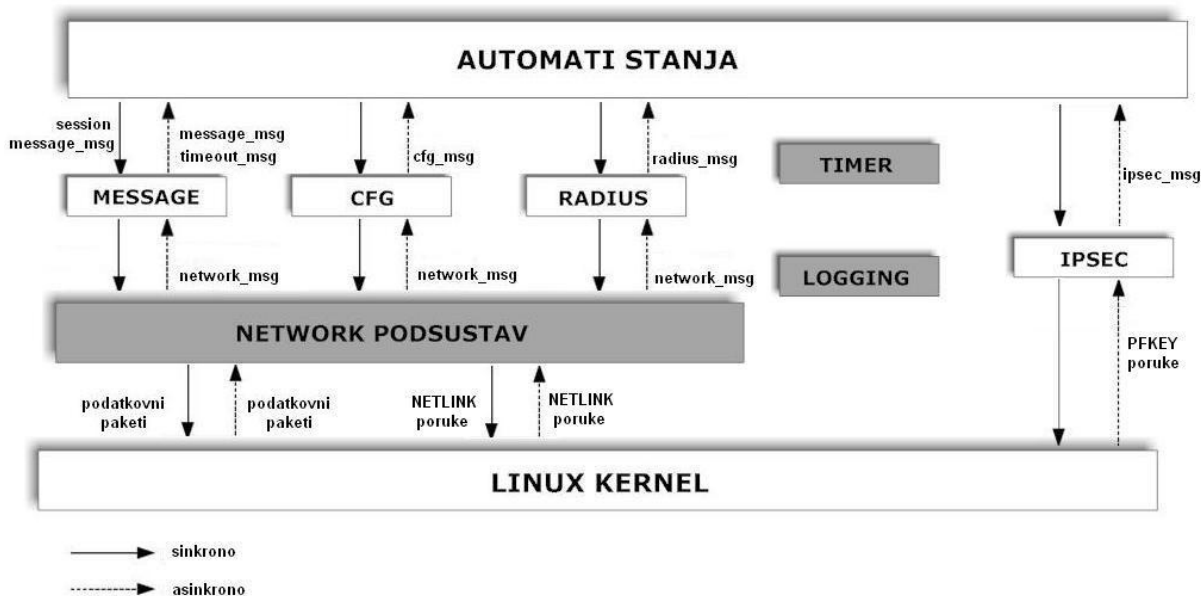 AUTOMATI STANJA
session
message_msg
message_msg
timeout_msg
cfg_msg
radius_msg
ipsec_msg
TIMER
MESSAGE
CFG
RADIUS
IPSEC
LOGGING
network_msg
network_msg
network_msg
NETWORK PODSUSTAV
PFKEY
poruke
podatkovni
paketi
podatkovni
paketi
NETLINK
poruke
NETLINK
poruke
LINUX KERNEL
sinkrono
asinkrono